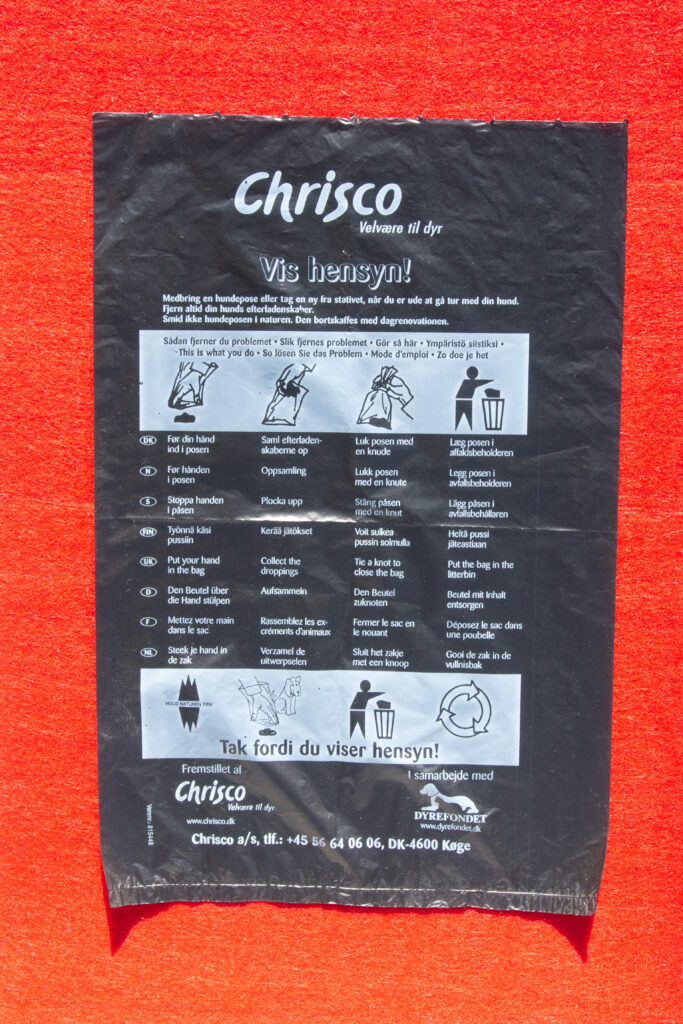 Chrisco
Velvære til dyr
Vis hensyn!
Medbring en hundepose eller tag en ny fra stativet, når du er ude at gå tur med din hund.
Fjern altid din hunds efterladenskaber.
Smid ikke hundeposen i naturen. Den bortskaffes med dagrenovationen.
Sådan fjerner du problemet • Slik fjernes problemet • Gör så här • Ympäristö siistiksi •
This is what you do • So lösen Sie das Problem • Mode d'emploi • Zo doe je het
DK Før din hånd ind i posen
Saml efterladen-skaberne op
Luk posen med en knude
Læg posen i affaldsbeholderen
N Før hånden i posen
Oppsamling
Lukk posen med en knute
Legg posen i avfallsbeholderen
S Stoppa handen i påsen
Plocka upp
Stäng påsen med en knut
Lägg påsen i avfallsbehållaren
FIN Työnnä käsi pussiin
Kerää jätökset
Voit sulkea pussin solmulla
Heitä pussi jäteastiaan
UK Put your hand in the bag
Collect the droppings
Tie a knot to close the bag
Put the bag in the litterbin
D Den Beutel über die Hand stülpen
Aufsammeln
Den Beutel zuknoten
Beutel mit Inhalt entsorgen
F Mettez votre main dans le sac
Rassemblez les ex-créments d'animaux
Fermer le sac en le nouant
Déposez le sac dans une poubelle
NL Steek je hand in de zak
Verzamel de uitwerpselen
Sluit het zakje met een knoop
Gooi de zak in de vullnisbak
HOLD NATUREN REN
Tak fordi du viser hensyn!
Fremstillet af
Chrisco
Velvære til dyr
www.chrisco.dk
I samarbejde med
DYREFONDET
www.dyrefondet.dk
Varenr.: 815448
Chrisco a/s, tlf.: +45 56 64 06 06, DK-4600 Køge